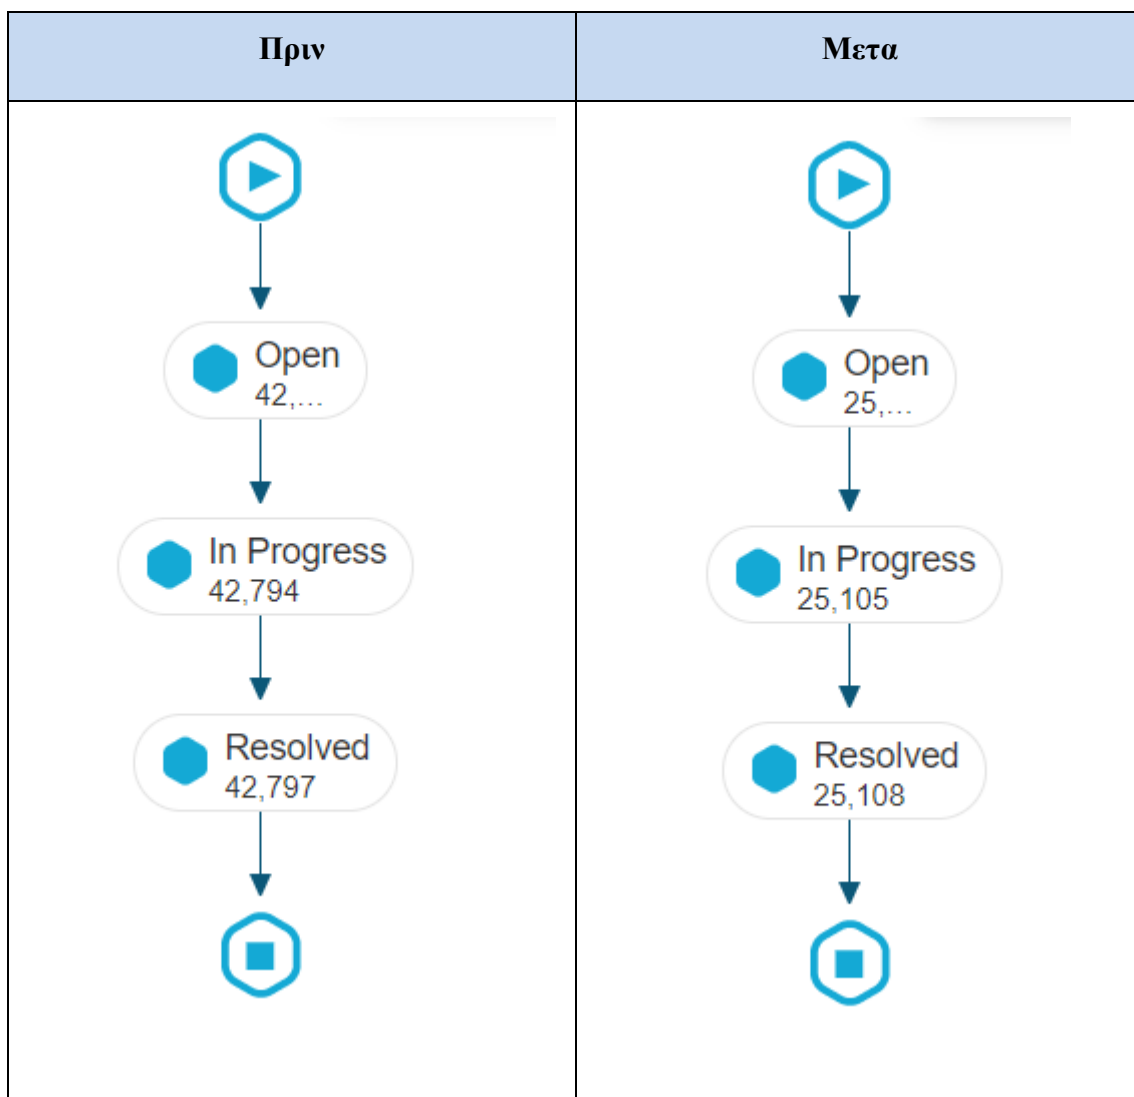 Πριν
Μετα
Open
42,...
In Progress
42,794
Resolved
42,797
Open
25,...
In Progress
25,105
Resolved
25,108